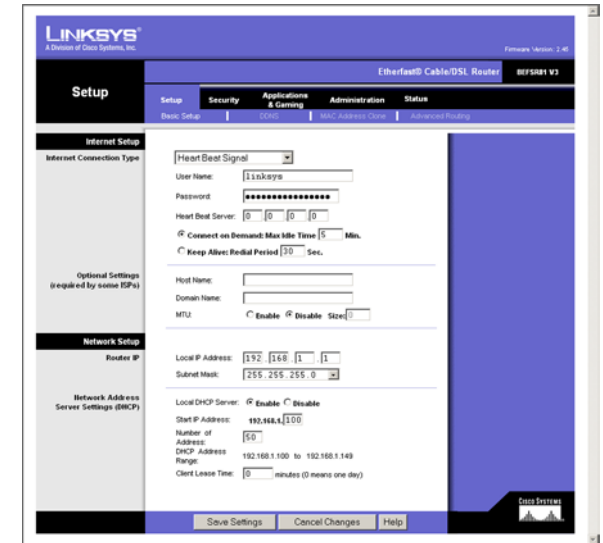 LINKSYS®
A Division of Cisco Systems, Inc.
Firmware Version: 2.46
Etherfast® Cable/DSL Router
BEFSR81 V3
Setup
Setup Security Applications & Gaming Administration Status
Basic Setup DDNS MAC Address Clone Advanced Routing
Internet Setup
Internet Connection Type
Heart Beat Signal
User Name: linksys
Password:
Heart Beat Server: 0 . 0 . 0 . 0
Connect on Demand: Max Idle Time 5 Min.
Keep Alive: Redial Period 30 Sec.
Optional Settings
(required by some ISPs)
Host Name:
Domain Name:
MTU: Enable Disable Size: 0
Network Setup
Router IP
Local IP Address: 192 . 168 . 1 . 1
Subnet Mask: 255.255.255.0
Network Address
Server Settings (DHCP)
Local DHCP Server: Enable Disable
Start IP Address: 192.168.1. 100
Number of
Address: 50
DHCP Address
Range: 192.168.1.100 to 192.168.1.149
Client Lease Time: 0 minutes (0 means one day)
Save Settings Cancel Changes Help
CISCO SYSTEMS